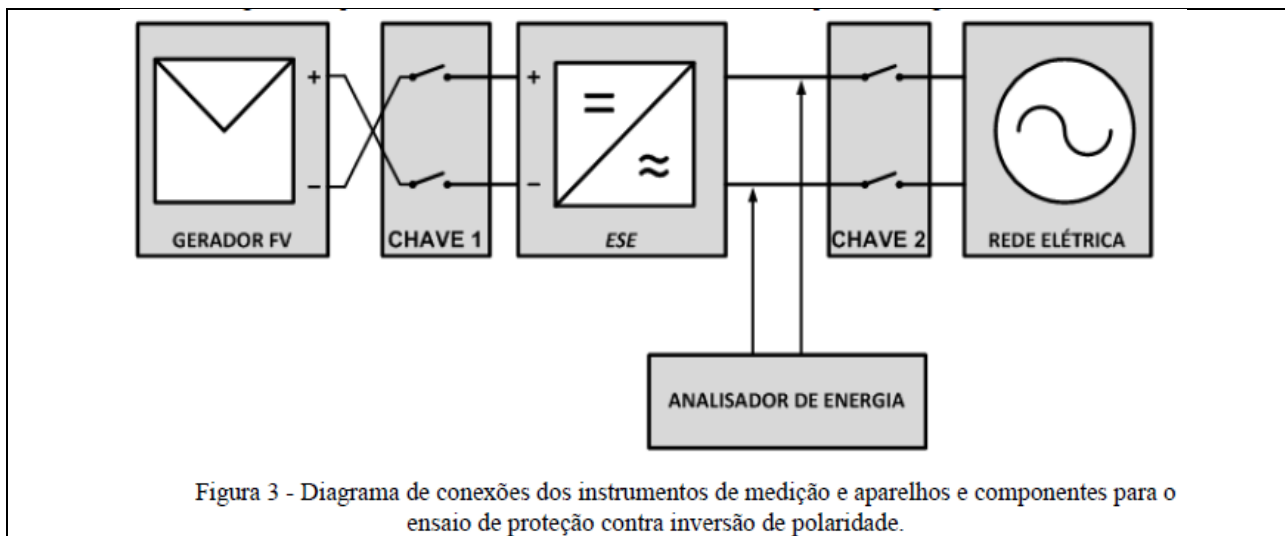 +
−
GERADOR FV
CHAVE 1
+
−
=
≈
ESE
CHAVE 2
REDE ELÉTRICA
ANALISADOR DE ENERGIA
Figura 3 - Diagrama de conexões dos instrumentos de medição e aparelhos e componentes para o
ensaio de proteção contra inversão de polaridade.